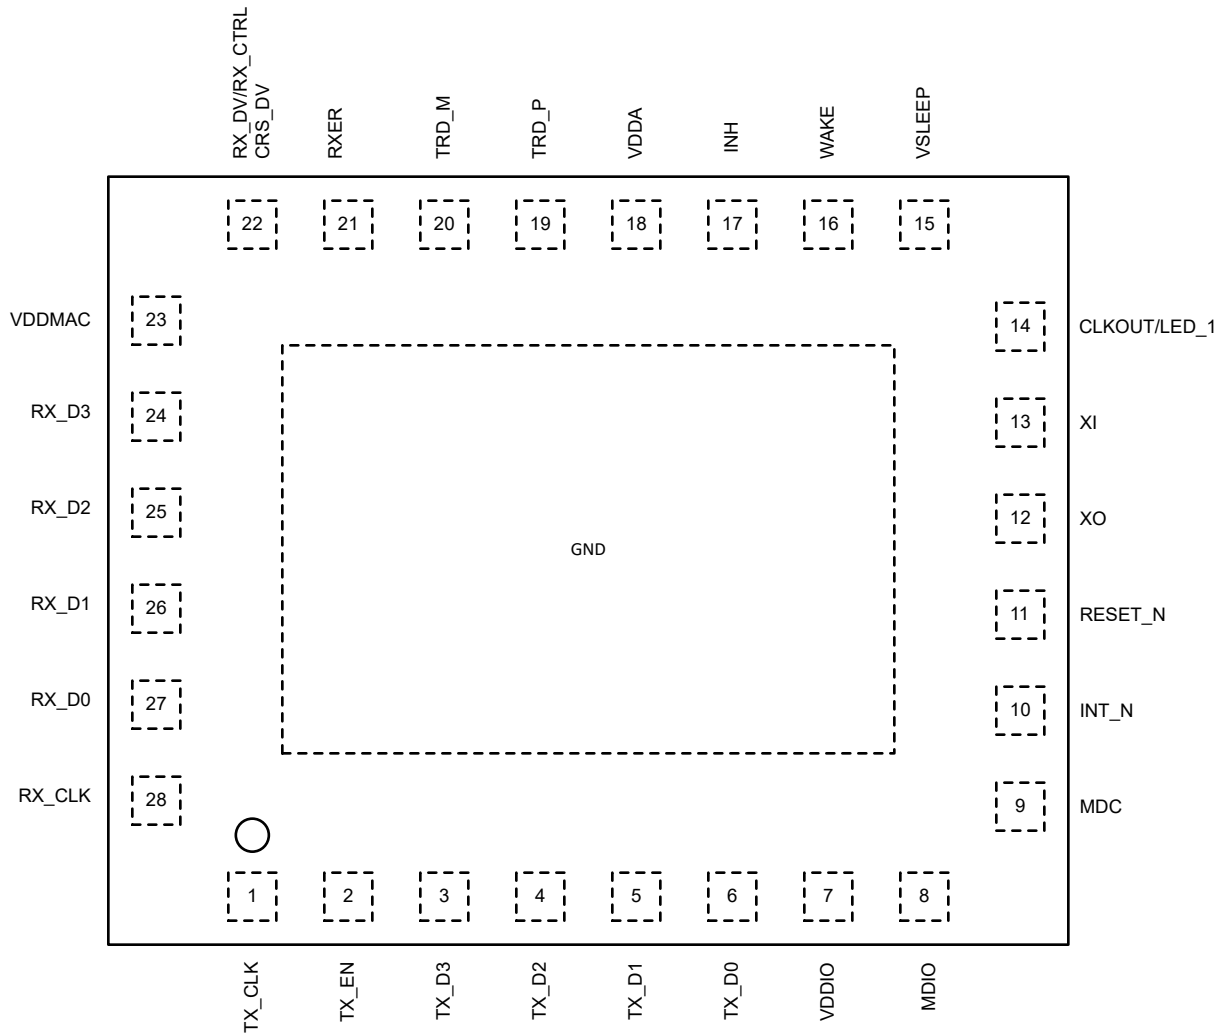 RX_DV/RX_CTRL
CRS_DV
RXER
TRD_M
TRD_P
VDDA
INH
WAKE
VSLEEP
22
21
20
19
18
17
16
15
VDDMAC
23
14
CLKOUT/LED_1
RX_D3
24
13
XI
RX_D2
25
12
XO
GND
RX_D1
26
11
RESET_N
RX_D0
27
10
INT_N
RX_CLK
28
9
MDC
1
2
3
4
5
6
7
8
TX_CLK
TX_EN
TX_D3
TX_D2
TX_D1
TX_D0
VDDIO
MDIO